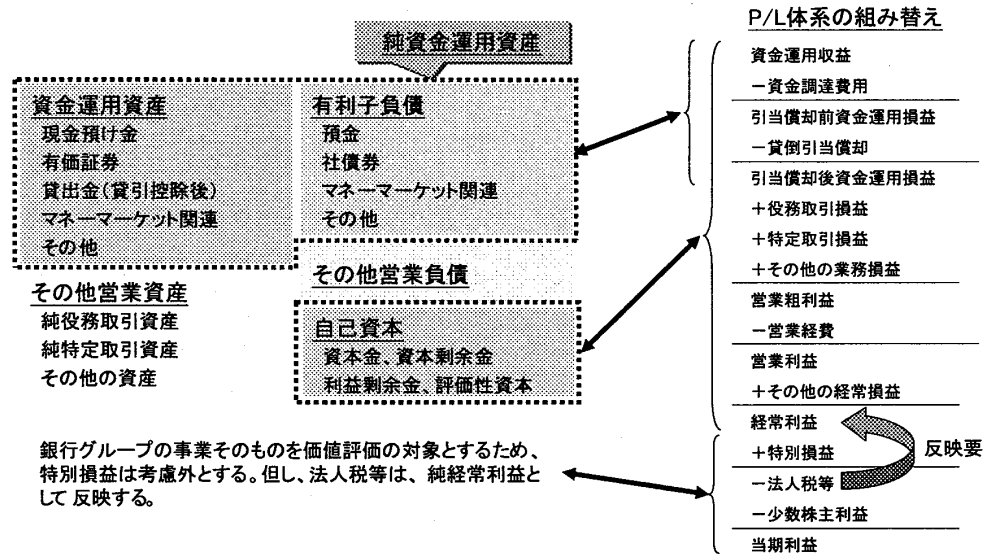 純資金運用資産
資金運用資産
現金預け金
有価証券
貸出金(貸引控除後)
マネーマーケット関連
その他
有利子負債
預金
社債券
マネーマーケット関連
その他
その他営業資産
純役務取引資産
純特定取引資産
その他の資産
その他営業負債
自己資本
資本金、資本剰余金
利益剰余金、評価性資本
銀行グループの事業そのものを価値評価の対象とするため、
特別損益は考慮外とする。但し、法人税等は、純経常利益と
して反映する。
P/L体系の組み替え
資金運用収益
－資金調達費用
引当償却前資金運用損益
－貸倒引当償却
引当償却後資金運用損益
＋役務取引損益
＋特定取引損益
＋その他の業務損益
営業粗利益
－営業経費
営業利益
＋その他の経常損益
経常利益
＋特別損益
－法人税等
－少数株主利益
当期利益
反映要